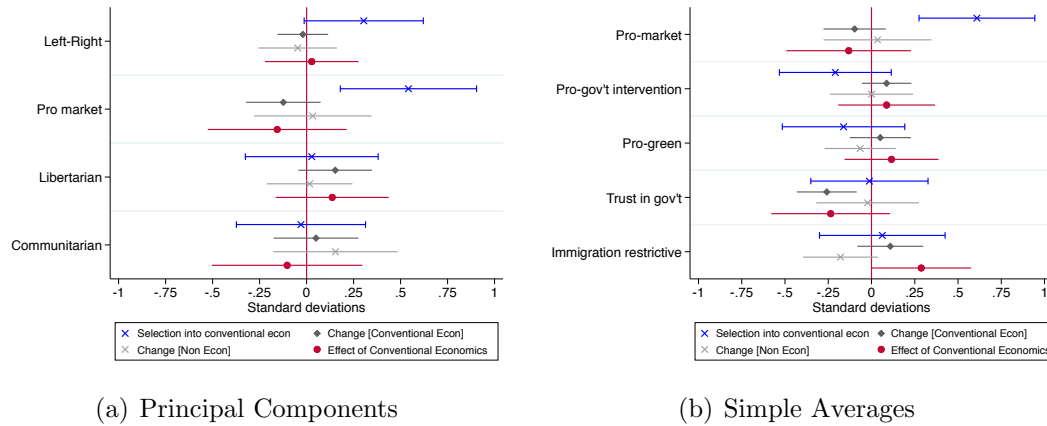 Left-Right
Pro market
Libertarian
Communitarian
-1 -.75 -.5 -.25 0 .25 .5 .75 1
Standard deviations
Selection into conventional econ Change [Conventional Econ]
Change [Non Econ] Effect of Conventional Economics
(a) Principal Components
Pro-market
Pro-gov't intervention
Pro-green
Trust in gov't
Immigration restrictive
-1 -.75 -.5 -.25 0 .25 .5 .75 1
Standard deviations
Selection into conventional econ Change [Conventional Econ]
Change [Non Econ] Effect of Conventional Economics
(b) Simple Averages